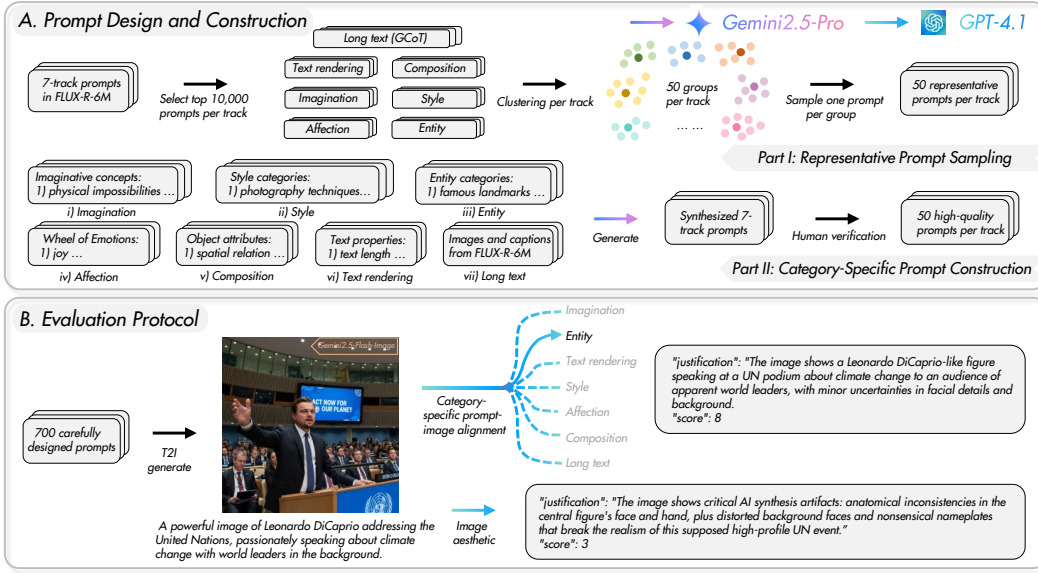 A. Prompt Design and Construction
Gemini2.5-Pro
GPT-4.1
Long text (GCoT)
7-track prompts
in FLUX-R-6M
Select top 10,000
prompts per track
Text rendering
Composition
Imagination
Style
Affection
Entity
Clustering per track
50 groups
per track
... ...
Sample one prompt
per group
50 representative
prompts per track
Part I: Representative Prompt Sampling
Imaginative concepts:
1) physical impossibilities ...
i) Imagination
Style categories:
1) photography techniques...
ii) Style
Entity categories:
1) famous landmarks ...
iii) Entity
Wheel of Emotions:
1) joy ...
iv) Affection
Object attributes:
1) spatial relation ...
v) Composition
Text properties:
1) text length ...
vi) Text rendering
Images and captions
from FLUX-R-6M
vii) Long text
Generate
Synthesized 7-
track prompts
Human verification
50 high-quality
prompts per track
Part II: Category-Specific Prompt Construction
B. Evaluation Protocol
700 carefully
designed prompts
T2I
generate
Gemini2.5-Flash-Image
ACT NOW FOR
OUR PLANET
A powerful image of Leonardo DiCaprio addressing the
United Nations, passionately speaking about climate
change with world leaders in the background.
Category-
specific prompt-
image alignment
Imagination
Entity
Text rendering
Style
Affection
Composition
Long text
"justification": "The image shows a Leonardo DiCaprio-like figure
speaking at a UN podium about climate change to an audience of
apparent world leaders, with minor uncertainties in facial details and
background.
"score": 8
Image
aesthetic
"justification": "The image shows critical AI synthesis artifacts: anatomical inconsistencies in the
central figure's face and hand, plus distorted background faces and nonsensical nameplates
that break the realism of this supposed high-profile UN event."
"score": 3